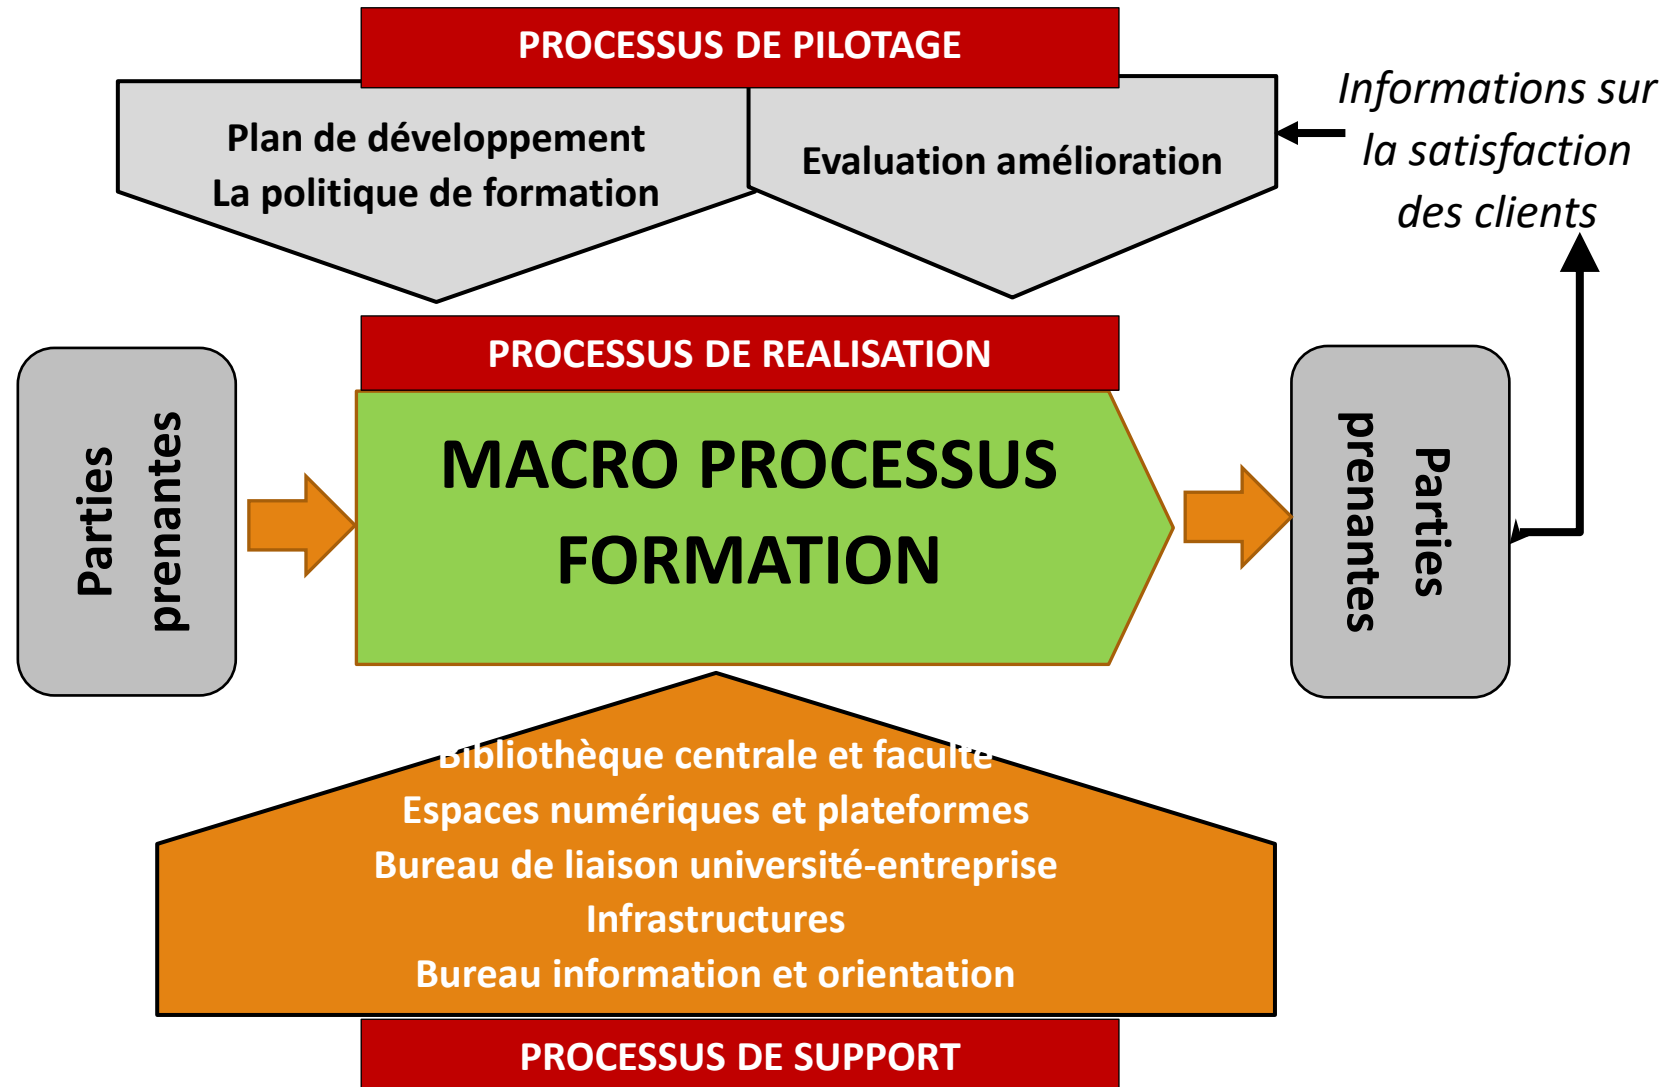 PROCESSUS DE PILOTAGE
Plan de développement
La politique de formation
Evaluation amélioration
Informations sur
la satisfaction
des clients
PROCESSUS DE REALISATION
Parties
prenantes
MACRO PROCESSUS
FORMATION
Parties
prenantes
Bibliothèque centrale et faculté
Espaces numériques et plateformes
Bureau de liaison université-entreprise
Infrastructures
Bureau information et orientation
PROCESSUS DE SUPPORT